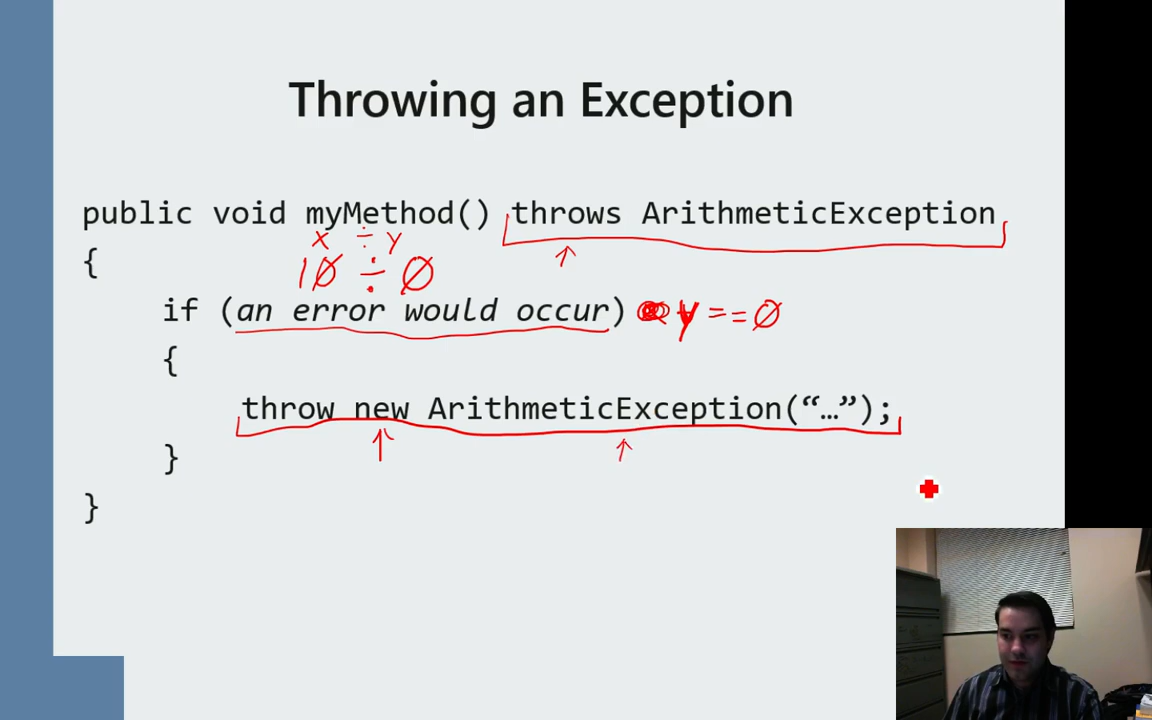 Throwing an Exception
public void myMethod() throws ArithmeticException
x ÷ y
{
10 ÷ 0
if (an error would occur) y == 0
{
throw new ArithmeticException(“…”);
}
}